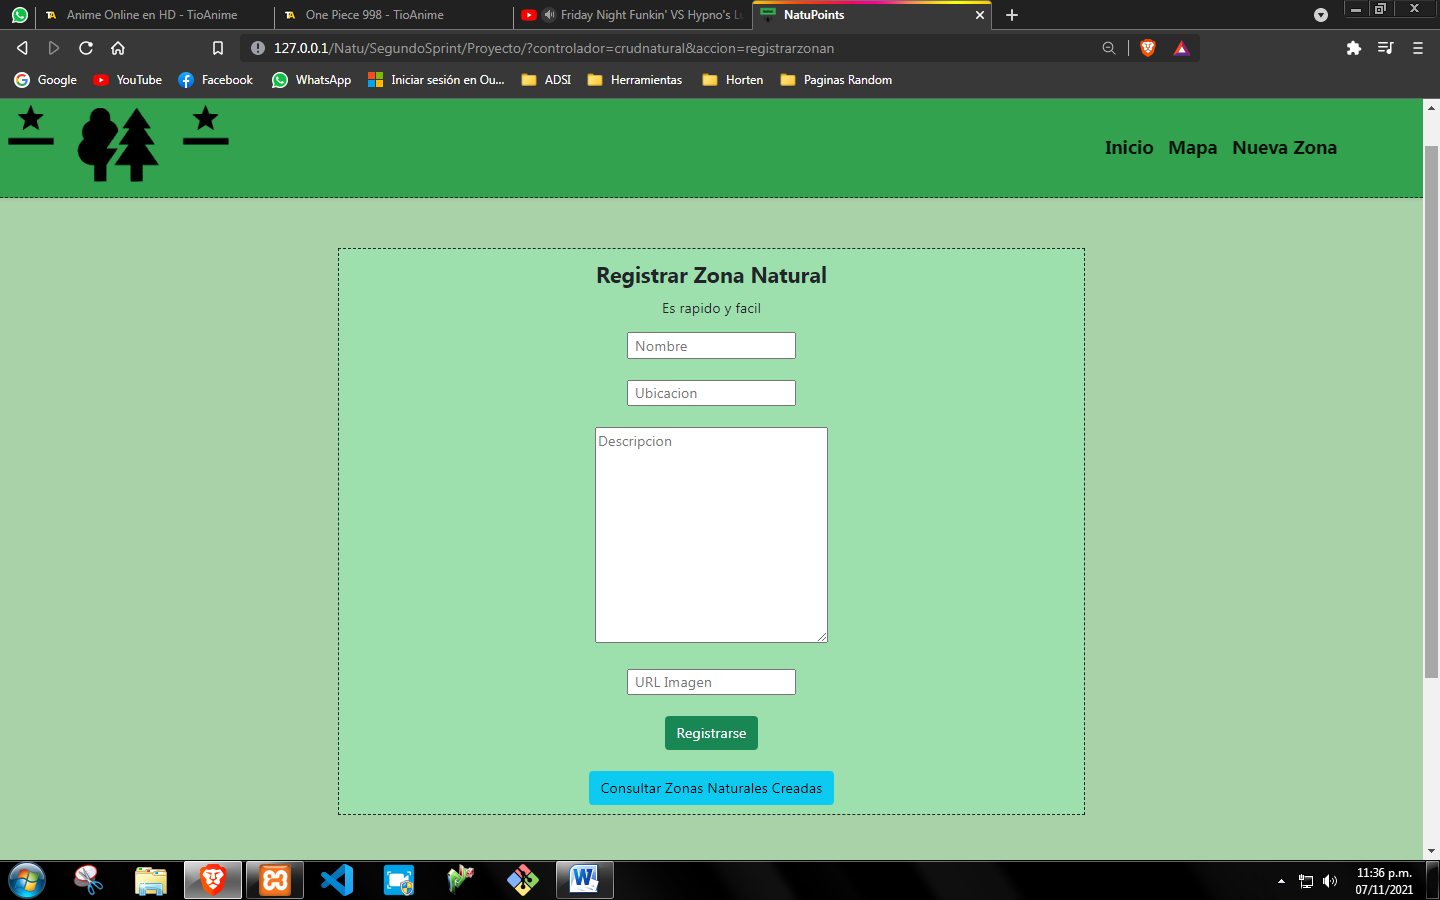 Anime Online en HD - TioAnime
One Piece 998 - TioAnime
Friday Night Funkin' VS Hypno's L
NatuPoints
127.0.0.1/Natu/SegundoSprint/Proyecto/?controlador=crudnatural&accion=registrarzonan
Google
YouTube
Facebook
WhatsApp
Iniciar sesión en Ou...
ADSI
Herramientas
Horten
Paginas Random
Inicio
Mapa
Nueva Zona
Registrar Zona Natural
Es rapido y facil
Nombre
Ubicacion
Descripcion
URL Imagen
Registrarse
Consultar Zonas Naturales Creadas
11:36 p.m.
07/11/2021